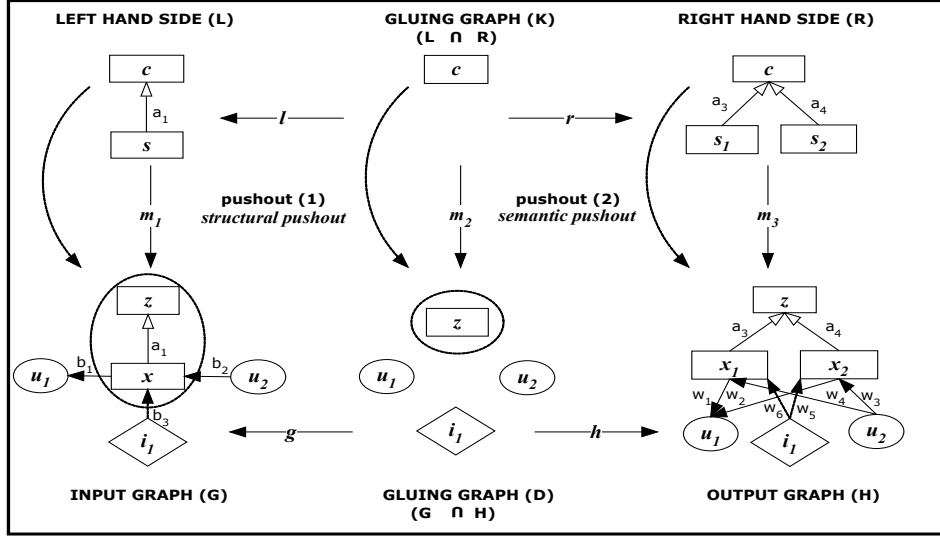 LEFT HAND SIDE (L)
GLUING GRAPH (K)
(L ∩ R)
RIGHT HAND SIDE (R)
c
c
c
a1
a3
a4
l
r
s
s1
s2
pushout (1)
structural pushout
pushout (2)
semantic pushout
m1
m2
m3
z
z
z
a1
a3
a4
b1
b2
u1
x
u2
u1
u2
x1
x2
b3
w1
w2
w6
w5
w4
w3
i1
g
i1
h
u1
i1
u2
INPUT GRAPH (G)
GLUING GRAPH (D)
(G ∩ H)
OUTPUT GRAPH (H)